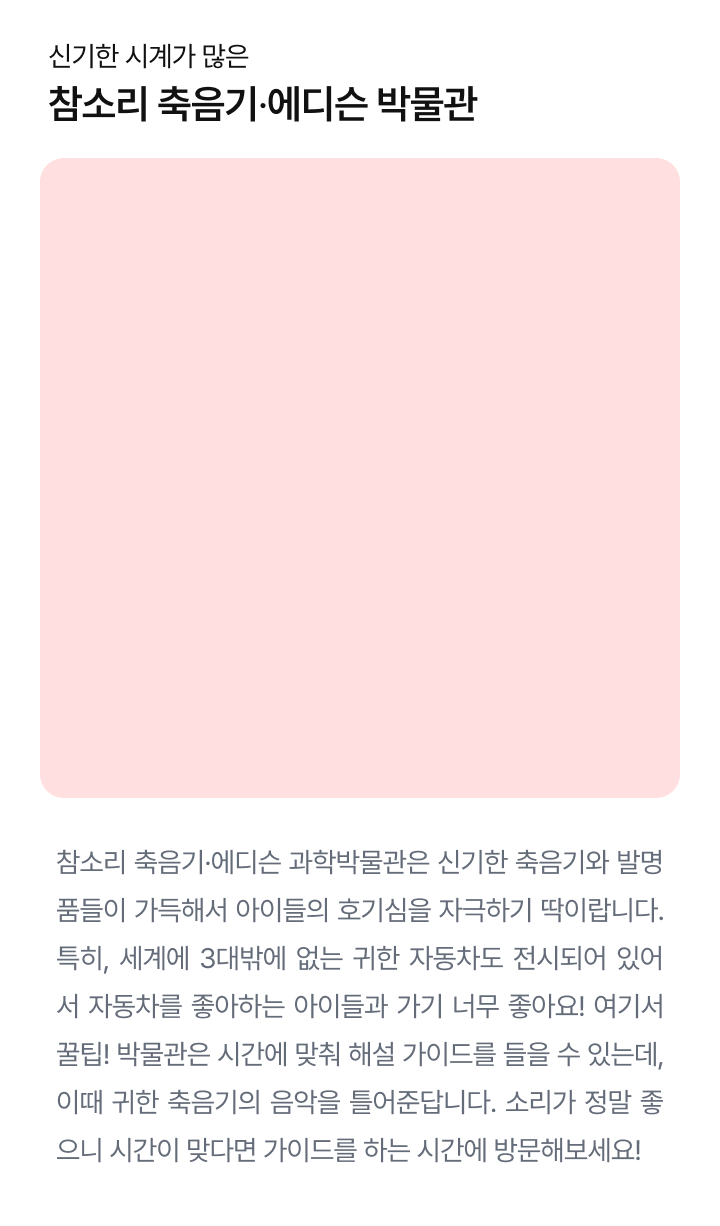 신기한 시계가 많은
참소리 축음기·에디슨 박물관
참소리 축음기·에디슨 과학박물관은 신기한 축음기와 발명
품들이 가득해서 아이들의 호기심을 자극하기 딱이랍니다.
특히, 세계에 3대밖에 없는 귀한 자동차도 전시되어 있어
서 자동차를 좋아하는 아이들과 가기 너무 좋아요! 여기서
꿀팁! 박물관은 시간에 맞춰 해설 가이드를 들을 수 있는데,
이때 귀한 축음기의 음악을 틀어준답니다. 소리가 정말 좋
으니 시간이 맞다면 가이드를 하는 시간에 방문해보세요!